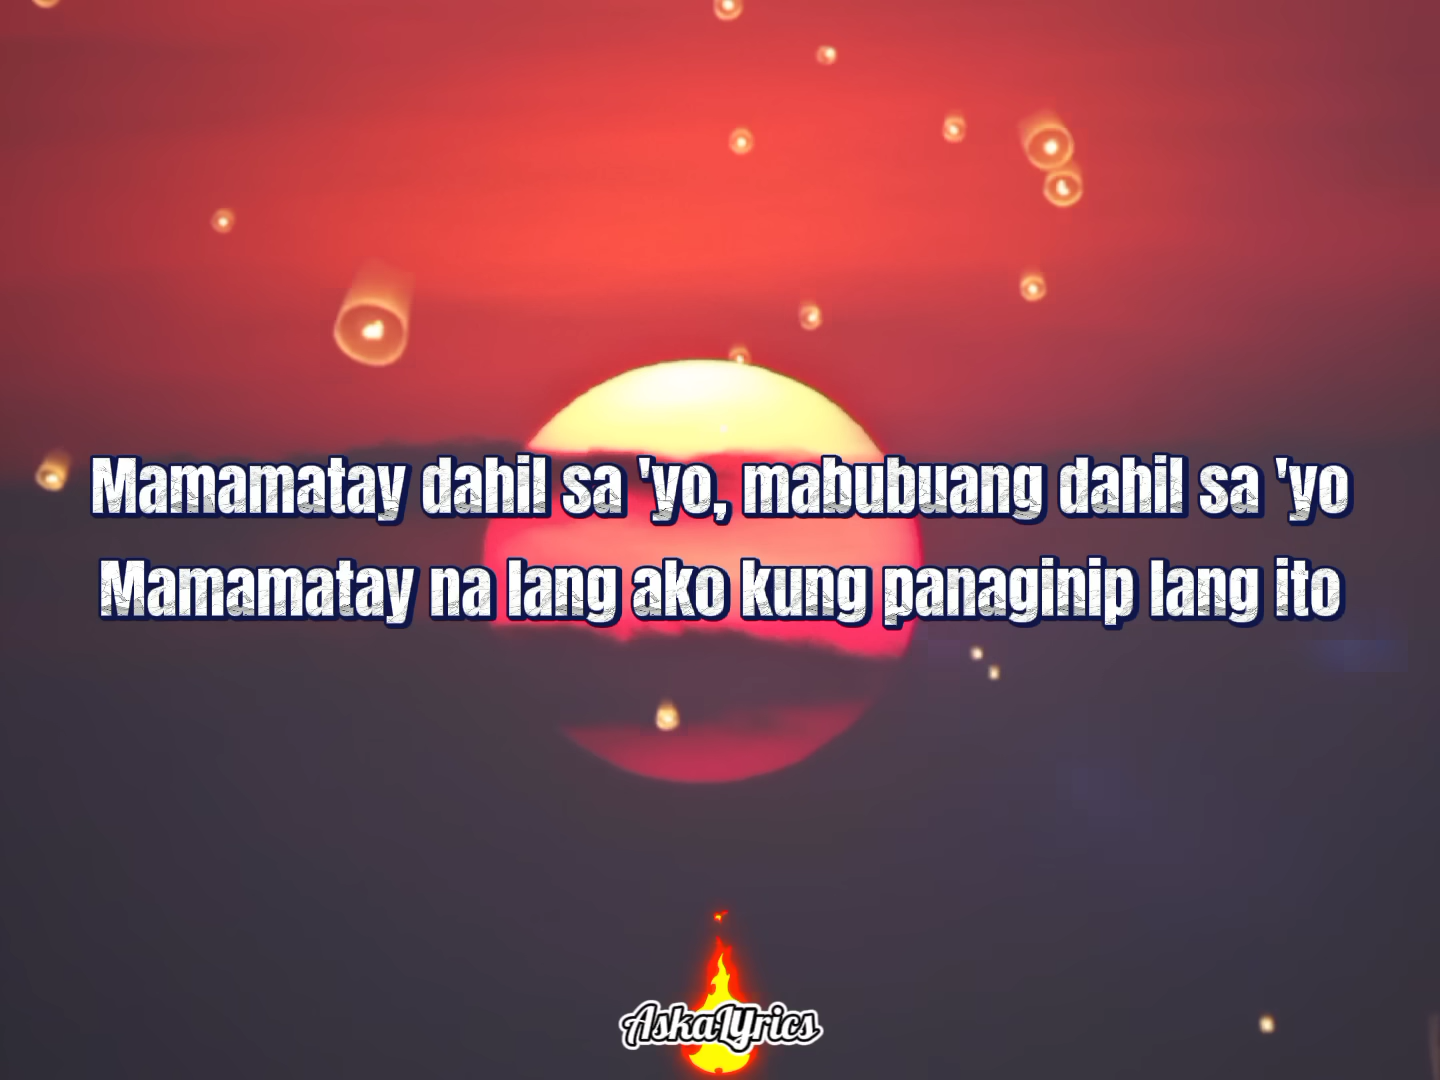 Mamamatay dahil sa 'yo, mabubuang dahil sa 'yo
Mamamatay na lang ako kung panaginip lang ito
AskaLyrics